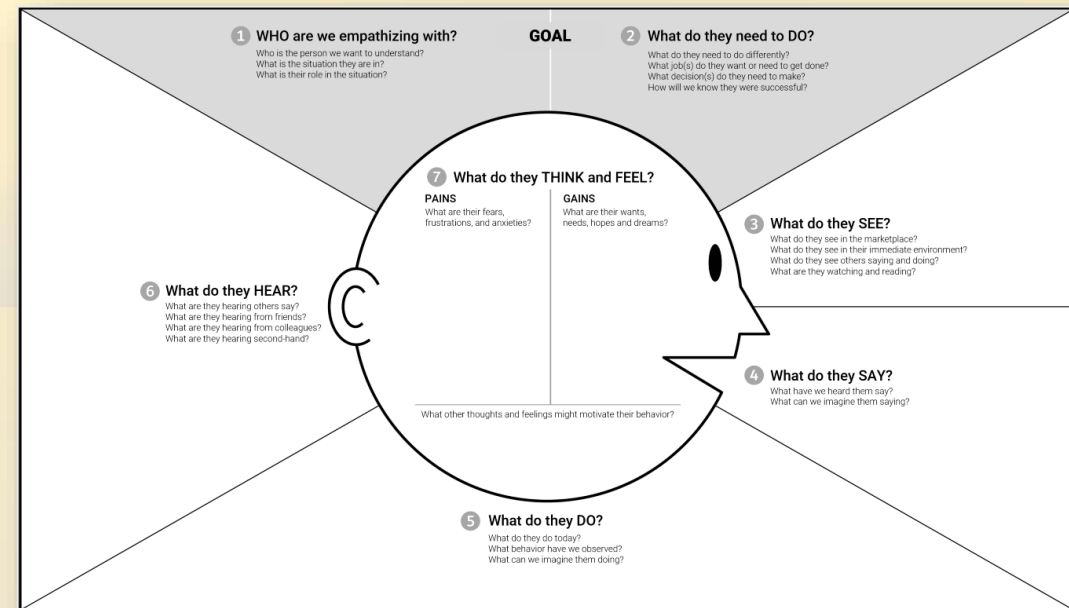 GOAL
1 WHO are we empathizing with?
Who is the person we want to understand?
What is the situation they are in?
What is their role in the situation?
2 What do they need to DO?
What do they need to do differently?
What job(s) do they want or need to get done?
What decision(s) do they need to make?
How will we know they were successful?
3 What do they SEE?
What do they see in the marketplace?
What do they see in their immediate environment?
What do they see others saying and doing?
What are they watching and reading?
4 What do they SAY?
What have we heard them say?
What can we imagine them saying?
5 What do they DO?
What do they do today?
What behavior have we observed?
What can we imagine them doing?
6 What do they HEAR?
What are they hearing others say?
What are they hearing from friends?
What are they hearing from colleagues?
What are they hearing second-hand?
7 What do they THINK and FEEL?
PAINS
What are their fears,
frustrations, and anxieties?
GAINS
What are their wants,
needs, hopes and dreams?
What other thoughts and feelings might motivate their behavior?